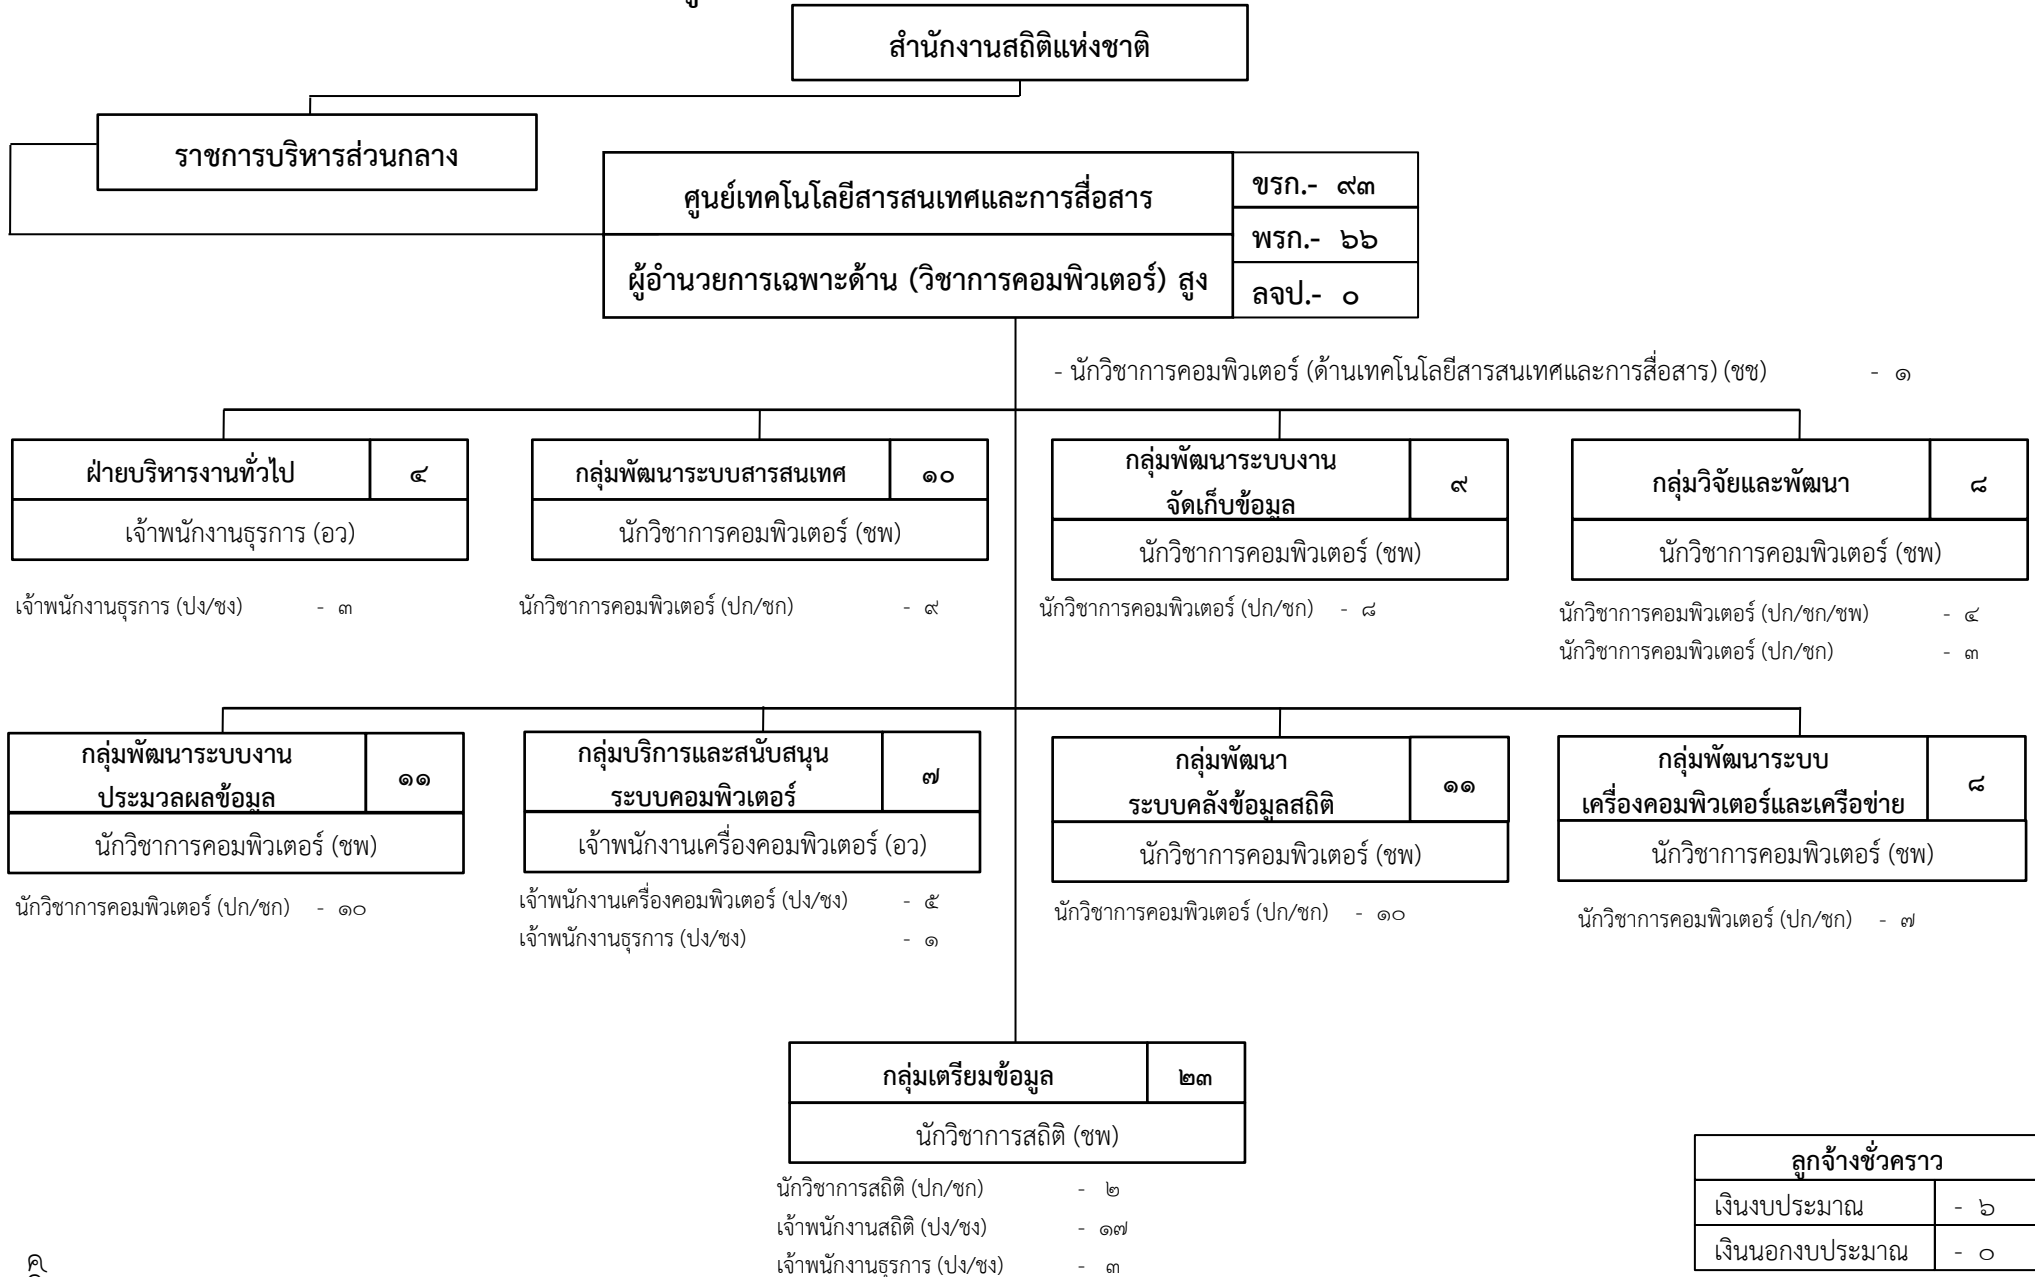 สำนักงานสถิติแห่งชาติ
ราชการบริหารส่วนกลาง
ศูนย์เทคโนโลยีสารสนเทศและการสื่อสาร
ขรก.- ๙๓
พรก.- ๖๖
ผู้อำนวยการเฉพาะด้าน (วิชาการคอมพิวเตอร์) สูง
ลจป.- ๐
- นักวิชาการคอมพิวเตอร์ (ด้านเทคโนโลยีสารสนเทศและการสื่อสาร) (ชช) - ๑
ฝ่ายบริหารงานทั่วไป ๔
เจ้าพนักงานธุรการ (อว)
เจ้าพนักงานธุรการ (ปง/ชง) - ๓
กลุ่มพัฒนาระบบสารสนเทศ ๑๐
นักวิชาการคอมพิวเตอร์ (ชพ)
นักวิชาการคอมพิวเตอร์ (ปก/ชก) - ๙
กลุ่มพัฒนาระบบงาน
จัดเก็บข้อมูล ๙
นักวิชาการคอมพิวเตอร์ (ชพ)
นักวิชาการคอมพิวเตอร์ (ปก/ชก) - ๘
กลุ่มวิจัยและพัฒนา ๘
นักวิชาการคอมพิวเตอร์ (ชพ)
นักวิชาการคอมพิวเตอร์ (ปก/ชก/ชพ) - ๔
นักวิชาการคอมพิวเตอร์ (ปก/ชก) - ๓
กลุ่มพัฒนาระบบงาน
ประมวลผลข้อมูล ๑๑
นักวิชาการคอมพิวเตอร์ (ชพ)
นักวิชาการคอมพิวเตอร์ (ปก/ชก) - ๑๐
กลุ่มบริการและสนับสนุน
ระบบคอมพิวเตอร์ ๗
เจ้าพนักงานเครื่องคอมพิวเตอร์ (อว)
เจ้าพนักงานเครื่องคอมพิวเตอร์ (ปง/ชง) - ๕
เจ้าพนักงานธุรการ (ปง/ชง) - ๑
กลุ่มพัฒนา
ระบบคลังข้อมูลสถิติ ๑๑
นักวิชาการคอมพิวเตอร์ (ชพ)
นักวิชาการคอมพิวเตอร์ (ปก/ชก) - ๑๐
กลุ่มพัฒนาระบบ
เครื่องคอมพิวเตอร์และเครือข่าย ๘
นักวิชาการคอมพิวเตอร์ (ชพ)
นักวิชาการคอมพิวเตอร์ (ปก/ชก) - ๗
กลุ่มเตรียมข้อมูล ๒๓
นักวิชาการสถิติ (ชพ)
นักวิชาการสถิติ (ปก/ชก) - ๒
เจ้าพนักงานสถิติ (ปง/ชง) - ๑๗
เจ้าพนักงานธุรการ (ปง/ชง) - ๓
ลูกจ้างชั่วคราว
เงินงบประมาณ - ๖
เงินนอกงบประมาณ - ๐